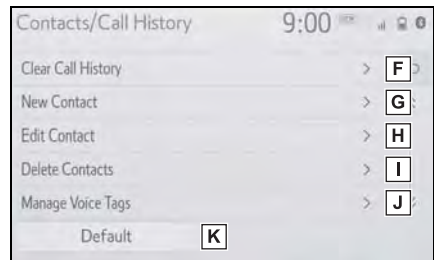 Contacts/Call History 9:00
Clear Call History > F
New Contact > G
Edit Contact > H
Delete Contacts > I
Manage Voice Tags > J
Default K